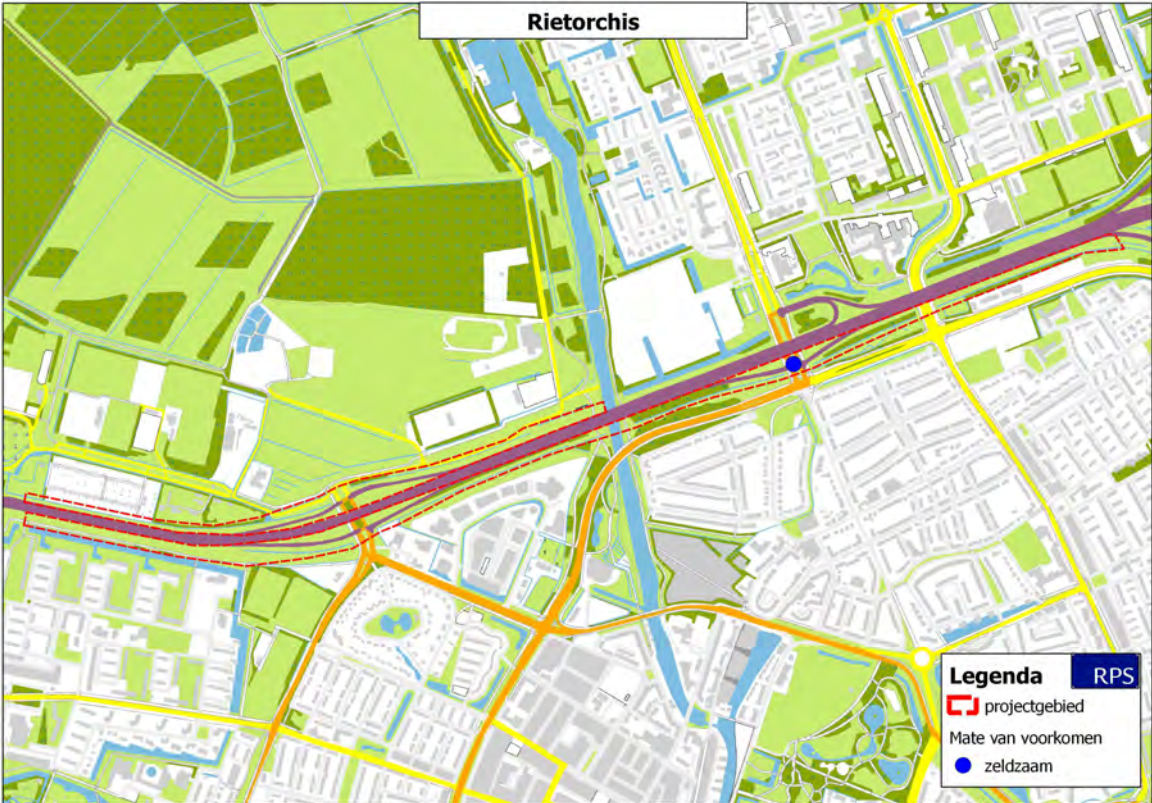 Rietorchis
Legenda RPS
projectgebied
Mate van voorkomen
zeldzaam